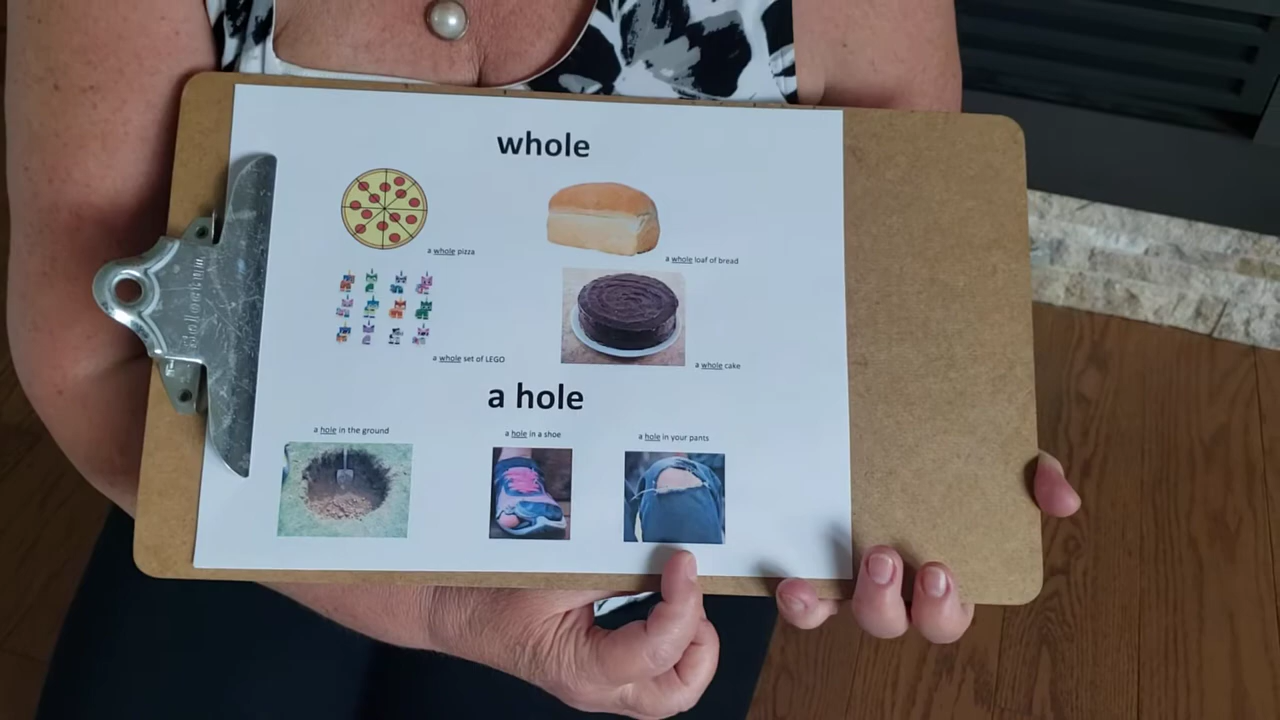 whole
a whole pizza
a whole loaf of bread
a whole set of LEGO
a whole cake
a hole
a hole in the ground
a hole in a shoe
a hole in your pants